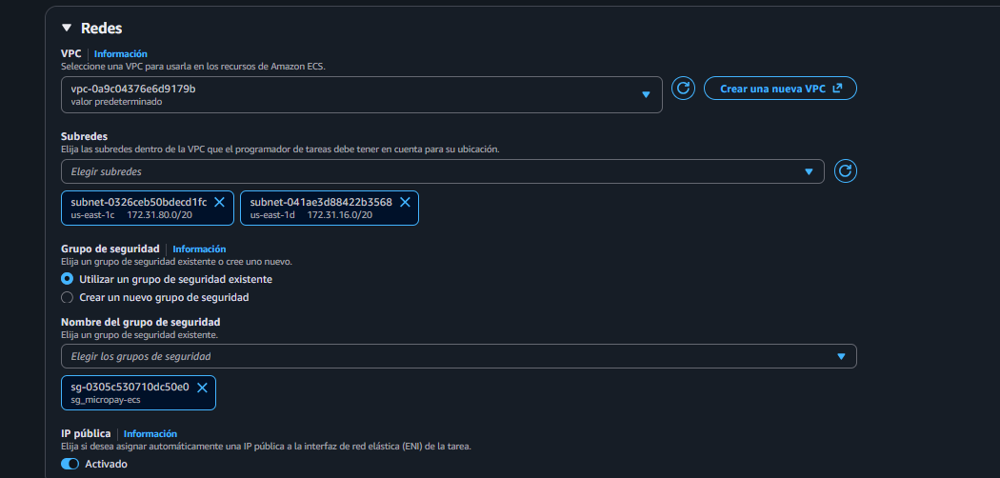 Redes
VPC Información
Seleccione una VPC para usarla en los recursos de Amazon ECS.
vpc-0a9c04376e6d9179b
valor predeterminado
Crear una nueva VPC
Subredes
Elija las subredes dentro de la VPC que el programador de tareas debe tener en cuenta para su ubicación.
Elegir subredes
subnet-0326ceb50bdecd1fc subnet-041ae3d88422b3568
us-east-1c 172.31.80.0/20 us-east-1d 172.31.16.0/20
Grupo de seguridad Información
Elija un grupo de seguridad existente o cree uno nuevo.
Utilizar un grupo de seguridad existente
Crear un nuevo grupo de seguridad
Nombre del grupo de seguridad
Elija un grupo de seguridad existente.
Elegir los grupos de seguridad
sg-0305c530710dc50e0
sg_micropay-ecs
IP pública Información
Elija si desea asignar automáticamente una IP pública a la interfaz de red elástica (ENI) de la tarea.
Activado